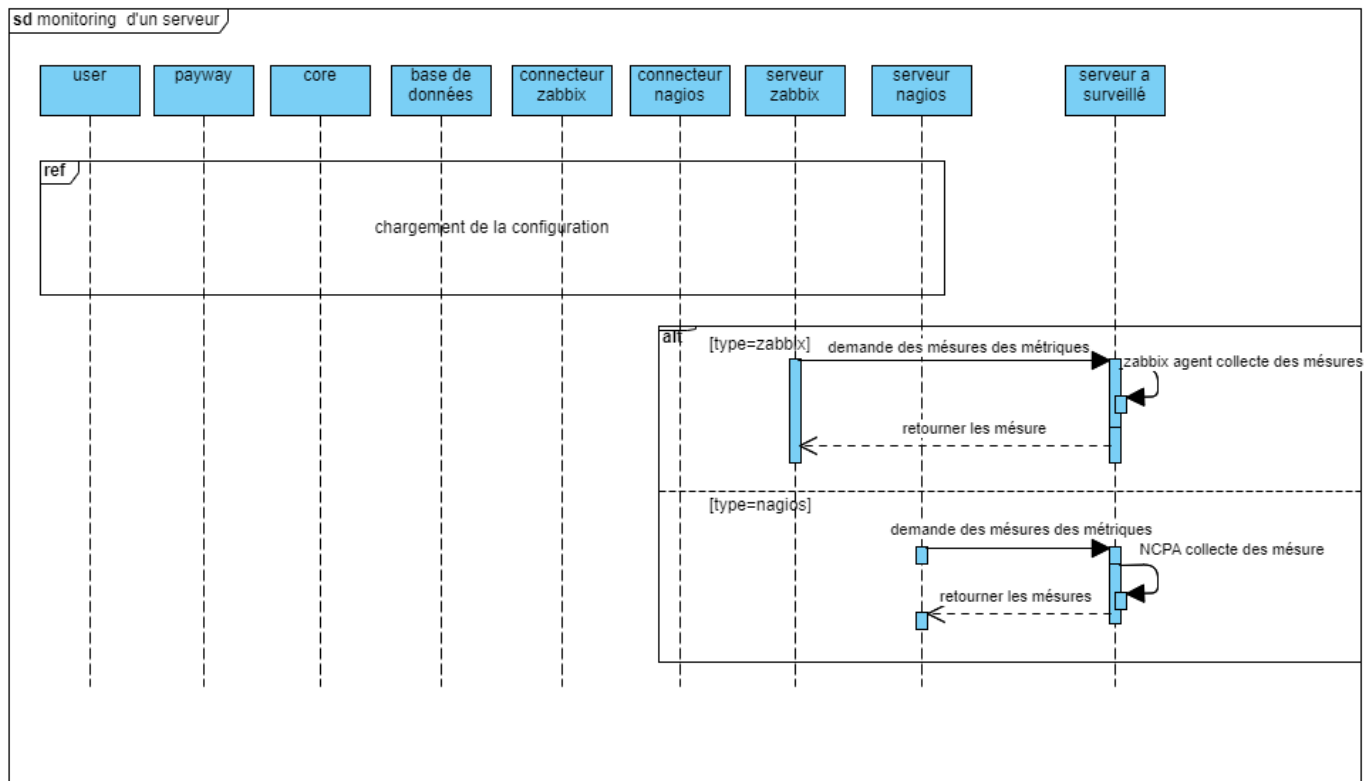 sd monitoring d'un serveur
user
payway
core
base de
données
connecteur
zabbix
connecteur
nagios
serveur
zabbix
serveur
nagios
serveur a
surveillé
ref
chargement de la configuration
alt
[type=zabbix]
demande des mésures des métriques
zabbix agent collecte des mésures
retourner les mésure
[type=nagios]
demande des mésures des métriques
NCPA collecte des mésure
retourner les mésures